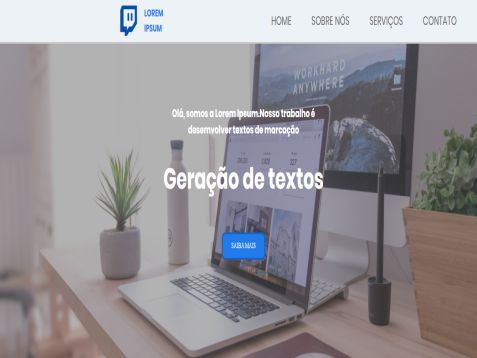 LOREM
IPSUM
HOME SOBRE NÓS SERVIÇOS CONTATO
WORKHARD
ANYWHERE
Olá, somos a Lorem Ipsum.Nosso trabalho é
desemvolver textos de marcação
Geração de textos
SAIBA MAIS